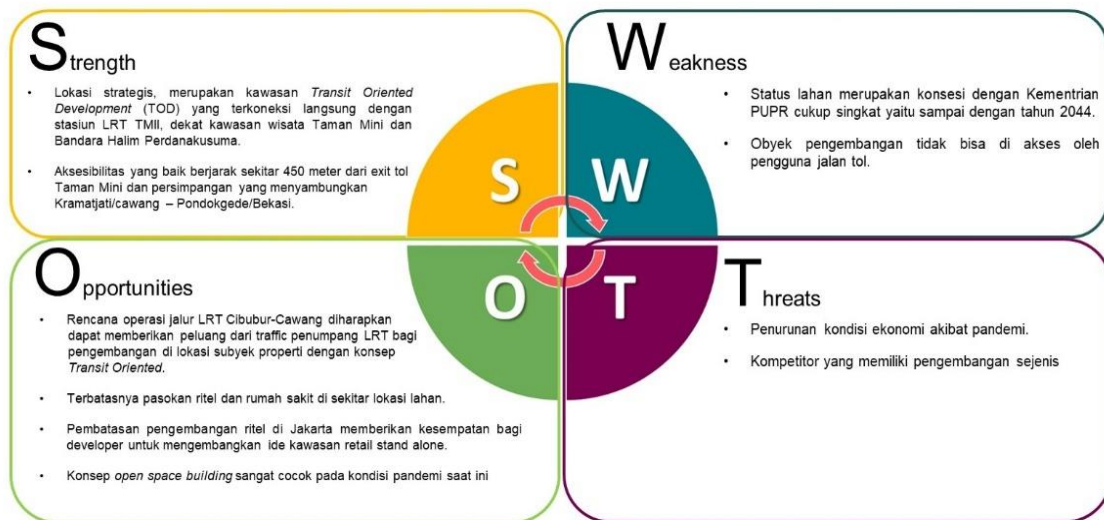 Strength
• Lokasi strategis, merupakan kawasan Transit Oriented
Development (TOD) yang terkoneksi langsung dengan
stasiun LRT TMII, dekat kawasan wisata Taman Mini dan
Bandara Halim Perdanakusuma.
• Aksesibilitas yang baik berjarak sekitar 450 meter dari exit tol
Taman Mini dan persimpangan yang menyambungkan
Kramatjati/cawang – Pondokgede/Bekasi.
Weakness
• Status lahan merupakan konsesi dengan Kementrian
PUPR cukup singkat yaitu sampai dengan tahun 2044.
• Obyek pengembangan tidak bisa di akses oleh
pengguna jalan tol.
S
W
O
T
Opportunities
• Rencana operasi jalur LRT Cibubur-Cawang diharapkan
dapat memberikan peluang dari traffic penumpang LRT bagi
pengembangan di lokasi subyek properti dengan konsep
Transit Oriented.
• Terbatasnya pasokan ritel dan rumah sakit di sekitar lokasi lahan.
• Pembatasan pengembangan ritel di Jakarta memberikan kesempatan bagi
developer untuk mengembangkan ide kawasan retail stand alone.
• Konsep open space building sangat cocok pada kondisi pandemi saat ini
Threats
• Penurunan kondisi ekonomi akibat pandemi.
• Kompetitor yang memiliki pengembangan sejenis